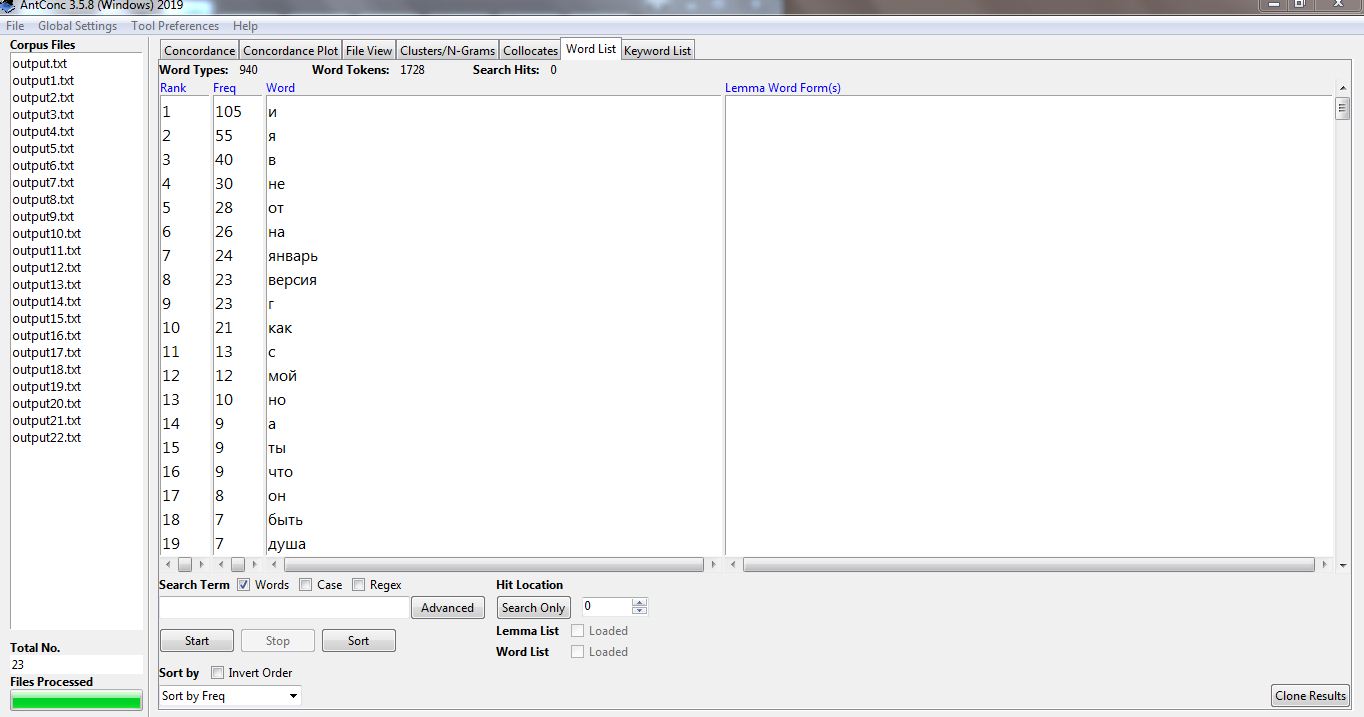 AntConc 3.5.8 (Windows) 2019
File Global Settings Tool Preferences Help
Corpus Files
output.txt
output1.txt
output2.txt
output3.txt
output4.txt
output5.txt
output6.txt
output7.txt
output8.txt
output9.txt
output10.txt
output11.txt
output12.txt
output13.txt
output14.txt
output15.txt
output16.txt
output17.txt
output18.txt
output19.txt
output20.txt
output21.txt
output22.txt
Total No.
23
Files Processed
Concordance Concordance Plot File View Clusters/N-Grams Collocates Word List Keyword List
Word Types: 940 Word Tokens: 1728 Search Hits: 0
Rank Freq Word Lemma Word Form(s)
1 105 и
2 55 я
3 40 в
4 30 не
5 28 от
6 26 на
7 24 январь
8 23 версия
9 23 г
10 21 как
11 13 с
12 12 мой
13 10 но
14 9 а
15 9 ты
16 9 что
17 8 он
18 7 быть
19 7 душа
Search Term Words Case Regex Hit Location
Advanced Search Only 0
Start Stop Sort Lemma List Loaded
Word List Loaded
Sort by Invert Order
Sort by Freq Clone Results